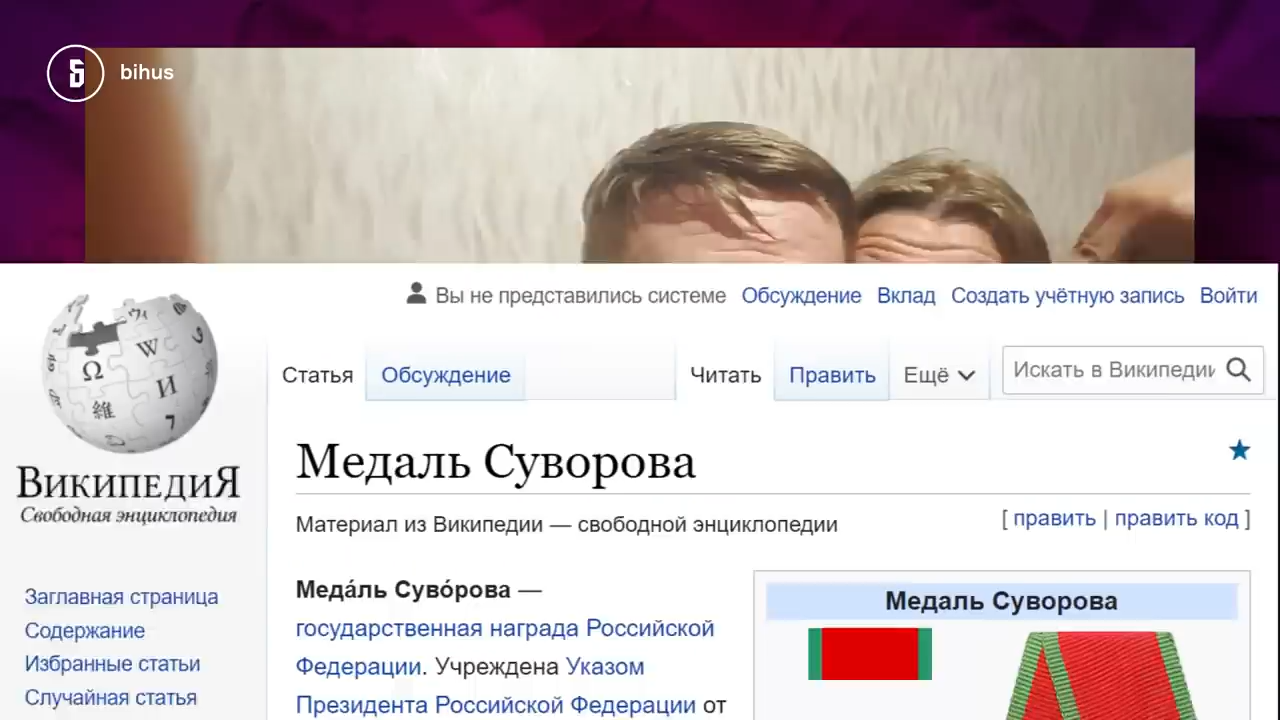 bihus
Вы не представились системе Обсуждение Вклад Создать учётную запись Войти
Статья Обсуждение Читать Править Ещё Искать в Википедии
Медаль Суворова
Материал из Википедии — свободной энциклопедии [ править | править код ]
ВИКИПЕДИЯ
Свободная энциклопедия
Заглавная страница
Содержание
Избранные статьи
Случайная статья
Меда́ль Суво́рова —
государственная награда Российской
Федерации. Учреждена Указом
Президента Российской Федерации от
Медаль Суворова